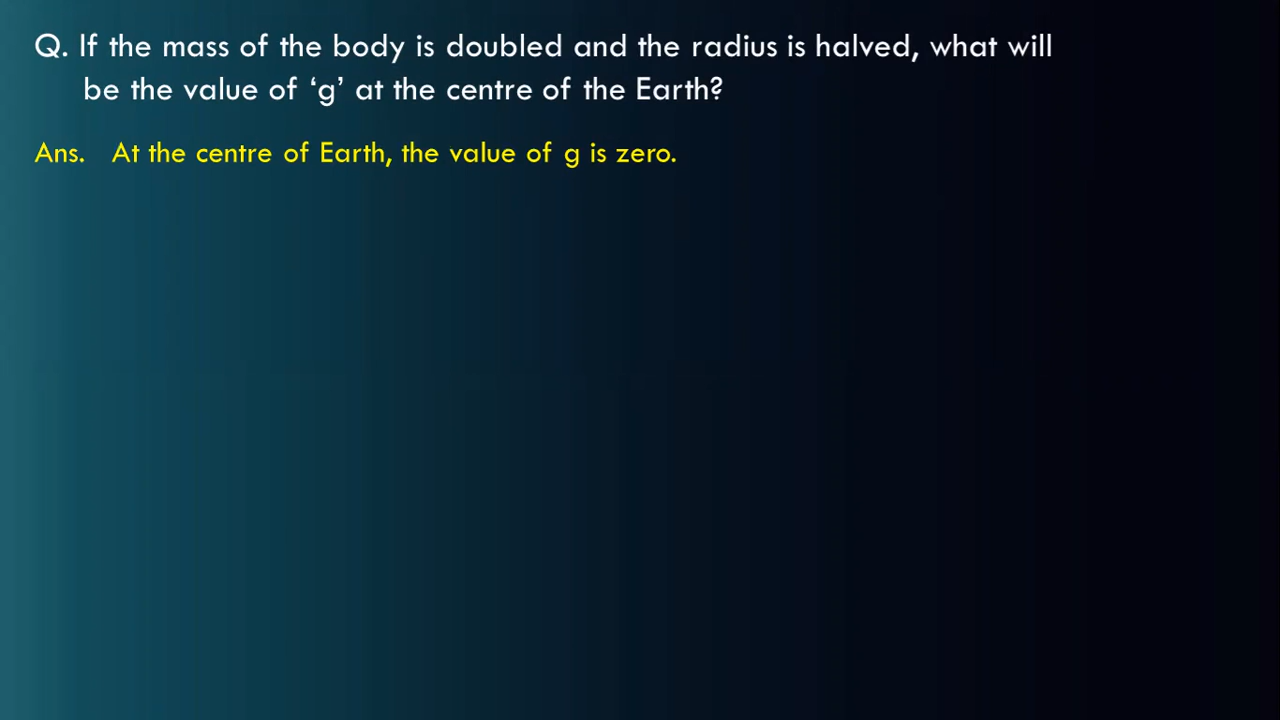 Q. If the mass of the body is doubled and the radius is halved, what will
be the value of ‘g’ at the centre of the Earth?
Ans. At the centre of Earth, the value of g is zero.